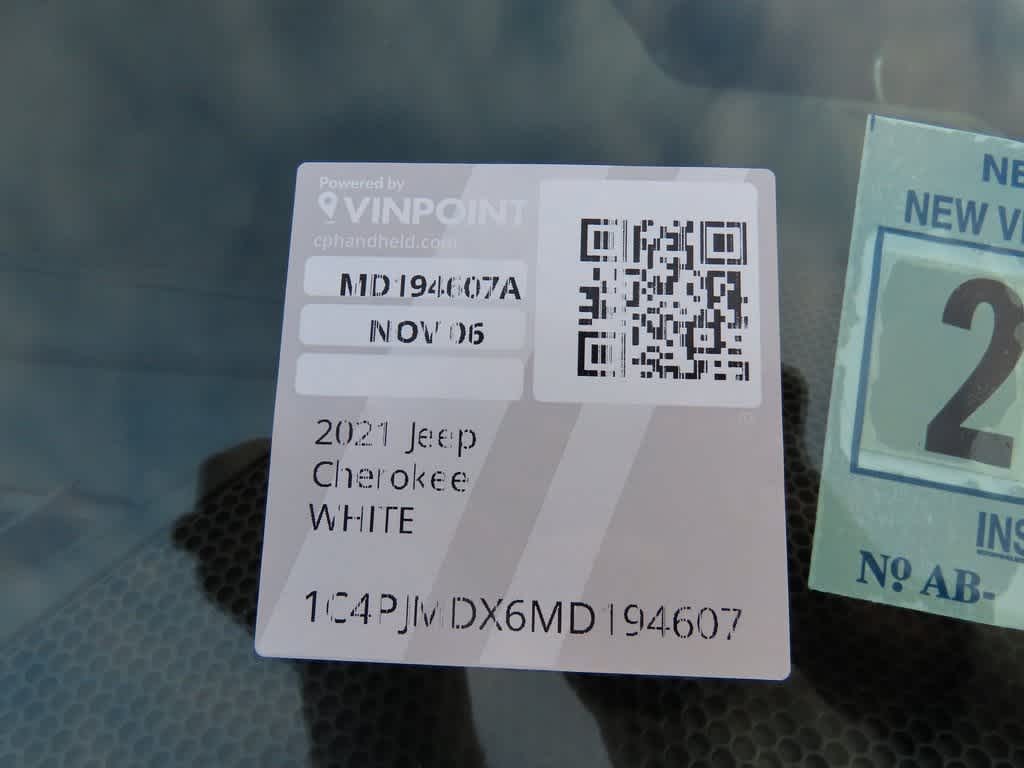 Powered by
VINPOINT
cphandheld.com
MD194607A
NOV 06
2021 Jeep
Cherokee
WHITE
1C4PJMDX6MD194607
NE
NEW VE
2
INS
Nº AB-